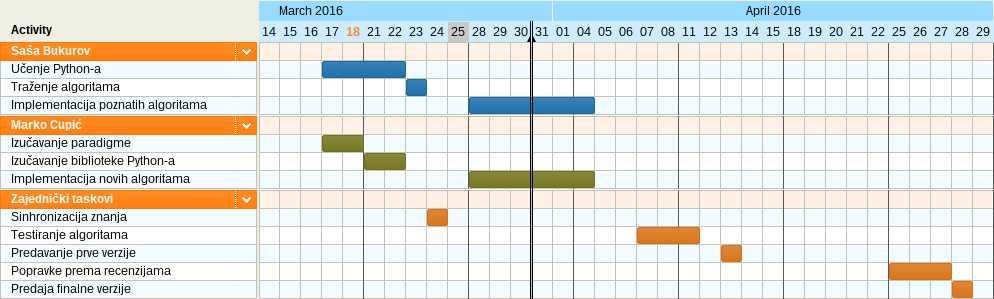 March 2016 April 2016
Activity
14 15 16 17 18 21 22 23 24 25 28 29 30 31 01 04 05 06 07 08 11 12 13 14 15 18 19 20 21 22 25 26 27 28 29
Saša Bukurov
Učenje Python-a
Traženje algoritama
Implementacija poznatih algoritama
Marko Cupić
Izučavanje paradigme
Izučavanje biblioteke Python-a
Implementacija novih algoritama
Zajednički taskovi
Sinhronizacija znanja
Testiranje algoritama
Predavanje prve verzije
Popravke prema recenzijama
Predaja finalne verzije